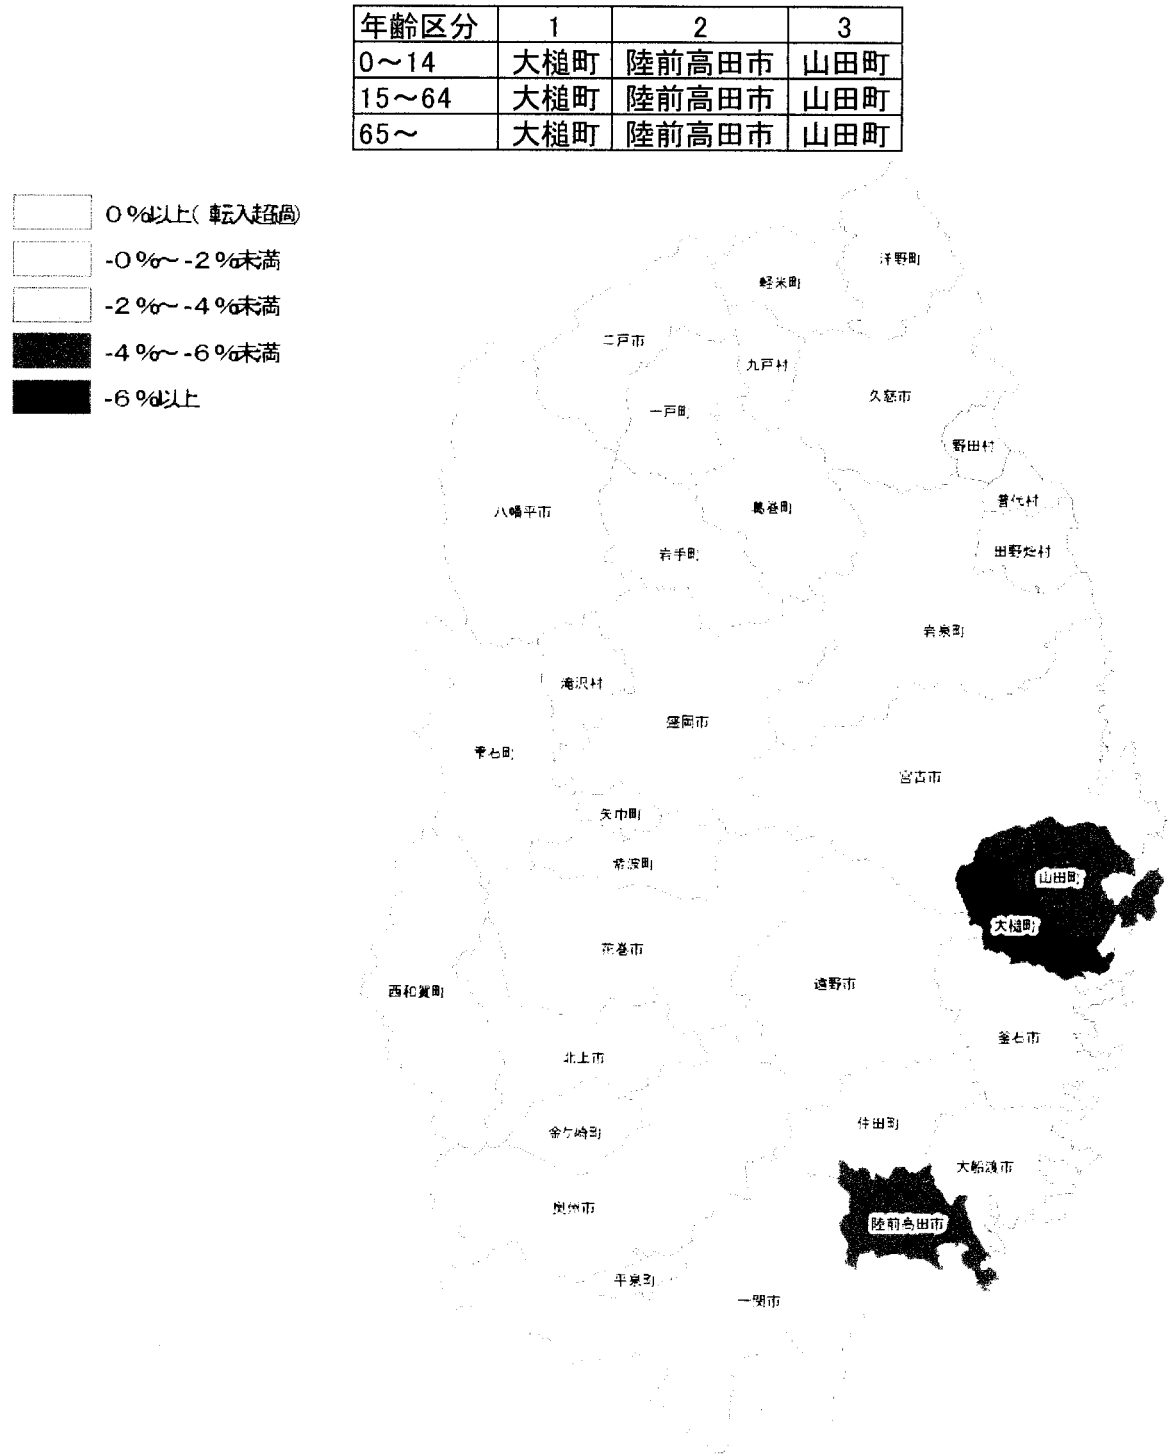 年齢区分 1 2 3
0～14 大槌町 陸前高田市 山田町
15～64 大槌町 陸前高田市 山田町
65～ 大槌町 陸前高田市 山田町
0%以上(転入超過)
-0%～-2%未満
-2%～-4%未満
-4%～-6%未満
-6%以上
洋野町
軽米町
二戸市
九戸村
久慈市
一戸町
野田村
普代村
八幡平市
葛巻町
岩手町
田野畑村
岩泉町
滝沢村
盛岡市
雫石町
宮古市
矢巾町
紫波町
山田町
大槌町
花巻市
遠野市
西和賀町
釜石市
北上市
金ケ崎町
住田町
大船渡市
奥州市
陸前高田市
平泉町
一関市